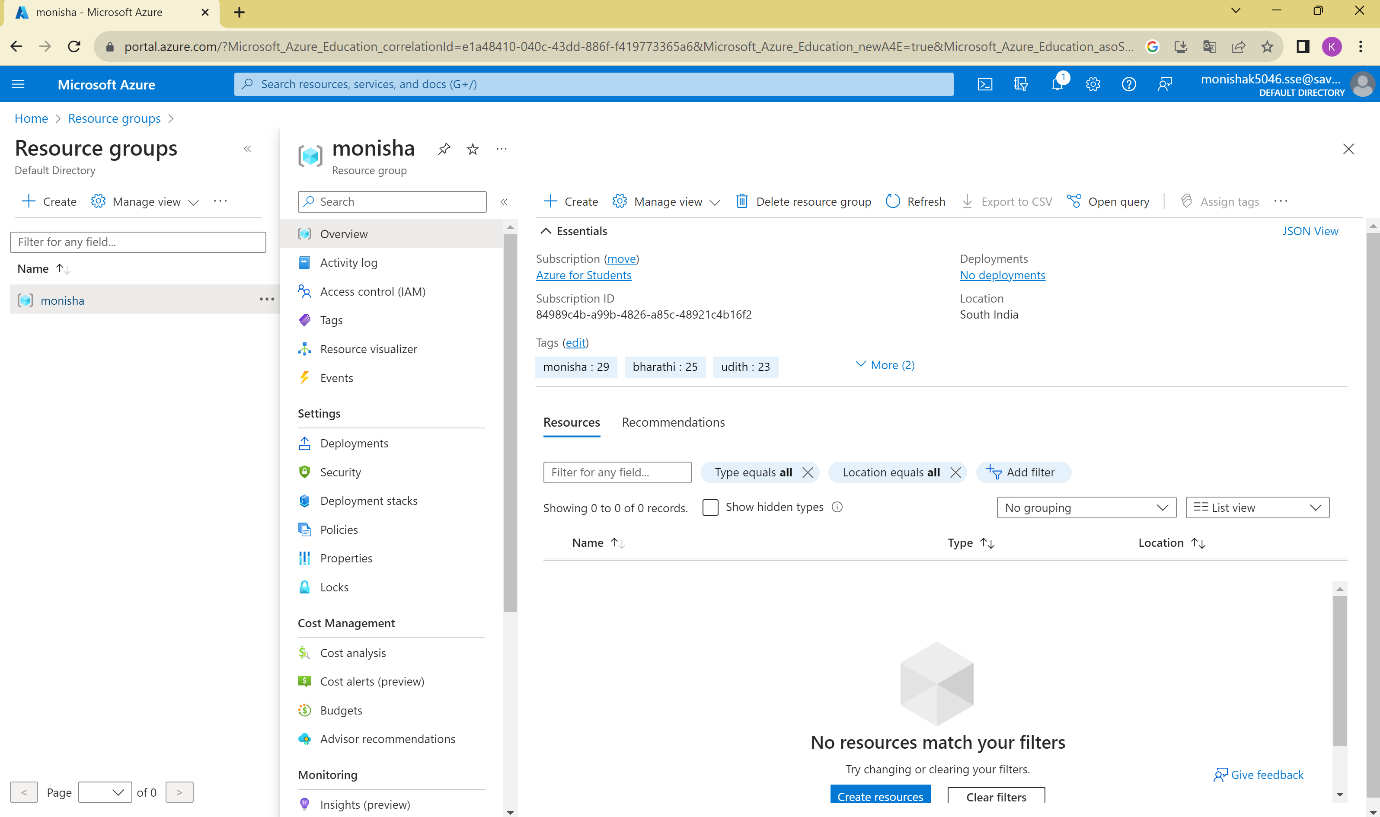 monisha - Microsoft Azure
portal.azure.com/?Microsoft_Azure_Education_correlationId=e1a48410-040c-43dd-886f-f419773365a6&Microsoft_Azure_Education_newA4E=true&Microsoft_Azure_Education_asoS...
K
Microsoft Azure
Search resources, services, and docs (G+/)
1
monishak5046.sse@sav...
DEFAULT DIRECTORY
Home > Resource groups >
Resource groups
Default Directory
Create
Manage view
Filter for any field...
Name
monisha
< Page of 0 >
monisha
Resource group
Search
Overview
Activity log
Access control (IAM)
Tags
Resource visualizer
Events
Settings
Deployments
Security
Deployment stacks
Policies
Properties
Locks
Cost Management
Cost analysis
Cost alerts (preview)
Budgets
Advisor recommendations
Monitoring
Insights (preview)
Create
Manage view
Delete resource group
Refresh
Export to CSV
Open query
Assign tags
Essentials
JSON View
Subscription (move)
Azure for Students
Subscription ID
84989c4b-a99b-4826-a85c-48921c4b16f2
Deployments
No deployments
Location
South India
Tags (edit)
monisha : 29
bharathi : 25
udith : 23
More (2)
Resources
Recommendations
Filter for any field...
Type equals all
Location equals all
Add filter
Showing 0 to 0 of 0 records.
Show hidden types
No grouping
List view
Name
Type
Location
No resources match your filters
Try changing or clearing your filters.
Create resources
Clear filters
Give feedback